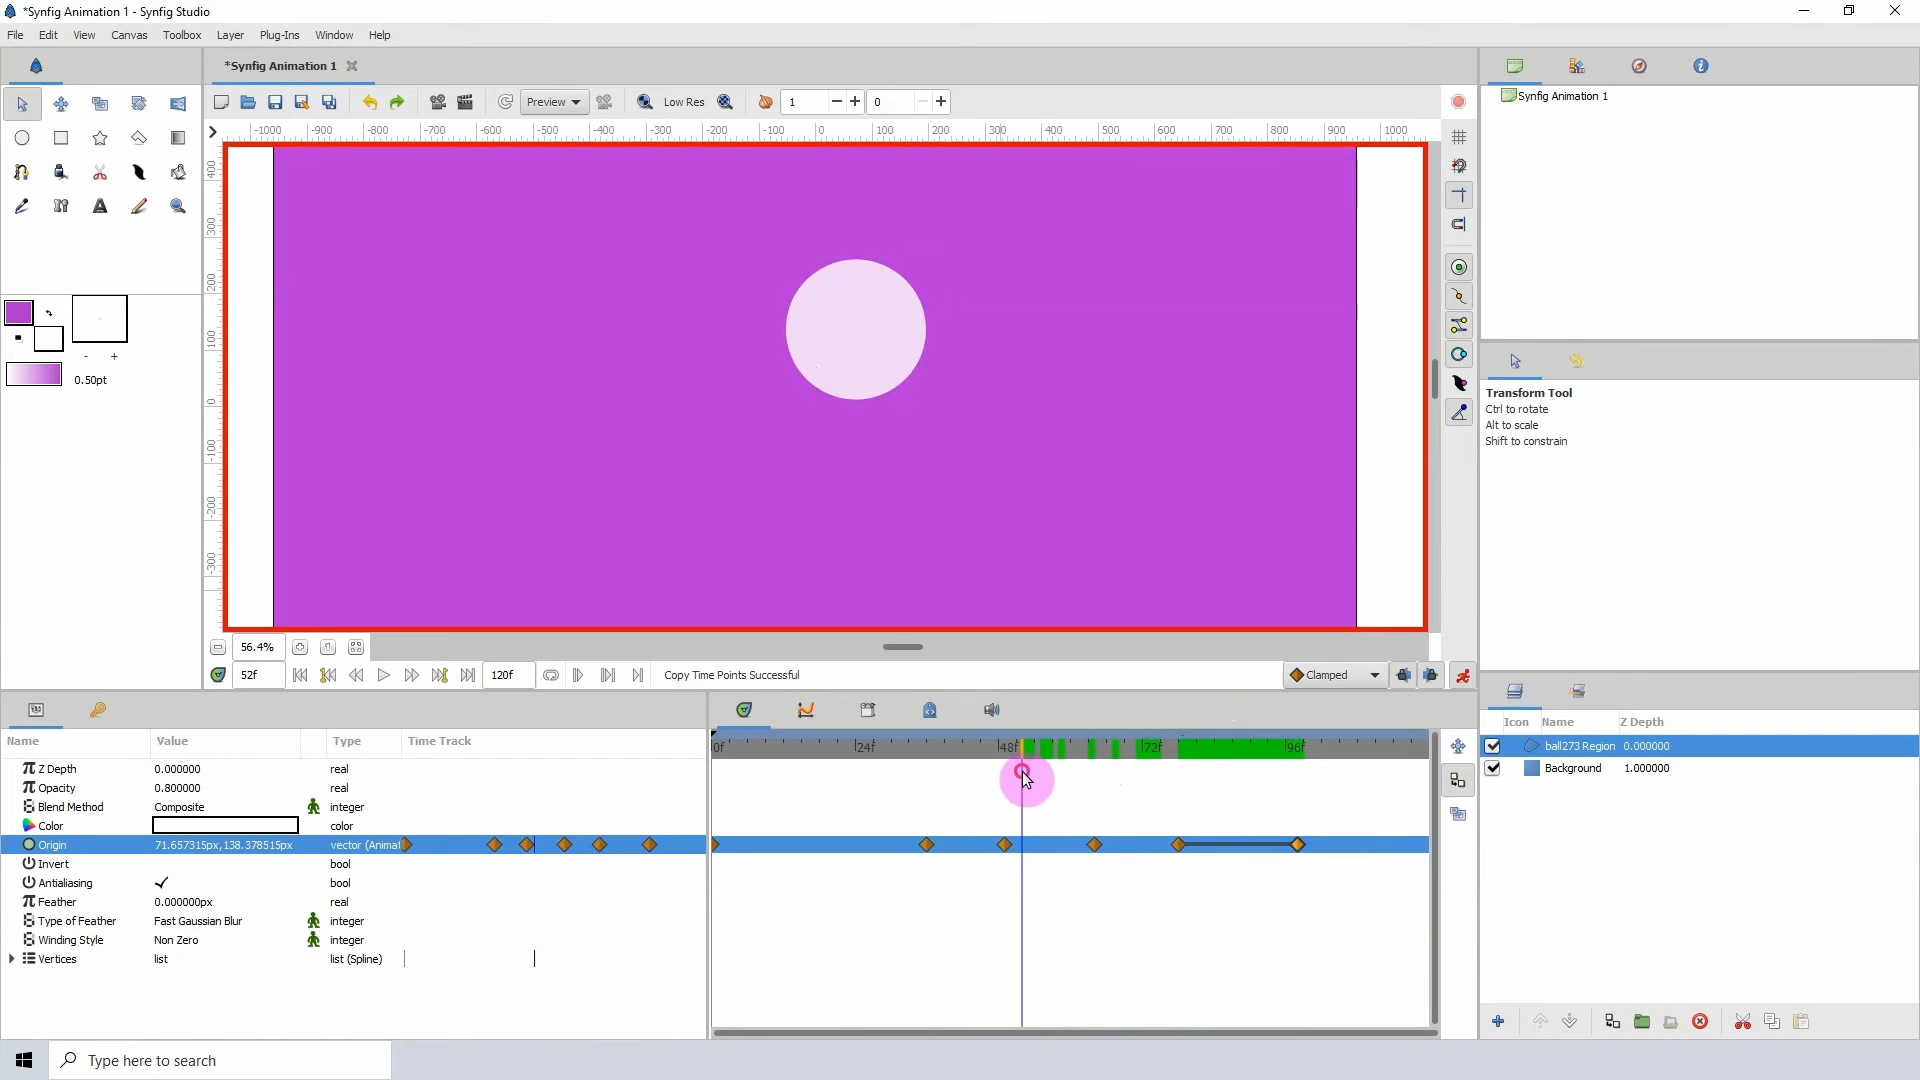 *Synfig Animation 1 - Synfig Studio
File Edit View Canvas Toolbox Layer Plug-Ins Window Help
*Synfig Animation 1
Preview Low Res 1 0
-1000 -900 -800 -700 -600 -500 -400 -300 -200 -100 0 100 200 300 400 500 600 700 800 900 1000
400
300
200
100
0
-100
-200
-300
- +
0.50pt
Synfig Animation 1
Transform Tool
Ctrl to rotate
Alt to scale
Shift to constrain
56.4%
52f 120f Copy Time Points Successful Clamped
Name Value Type Time Track
Z Depth 0.000000 real
Opacity 0.800000 real
Blend Method Composite integer
Color color
Origin 71.657315px,138.378515px vector (Animat
Invert bool
Antialiasing bool
Feather 0.000000px real
Type of Feather Fast Gaussian Blur integer
Winding Style Non Zero integer
Vertices list list (Spline)
0f 24f 48f 72f 96f
Icon Name Z Depth
ball273 Region 0.000000
Background 1.000000
Type here to search